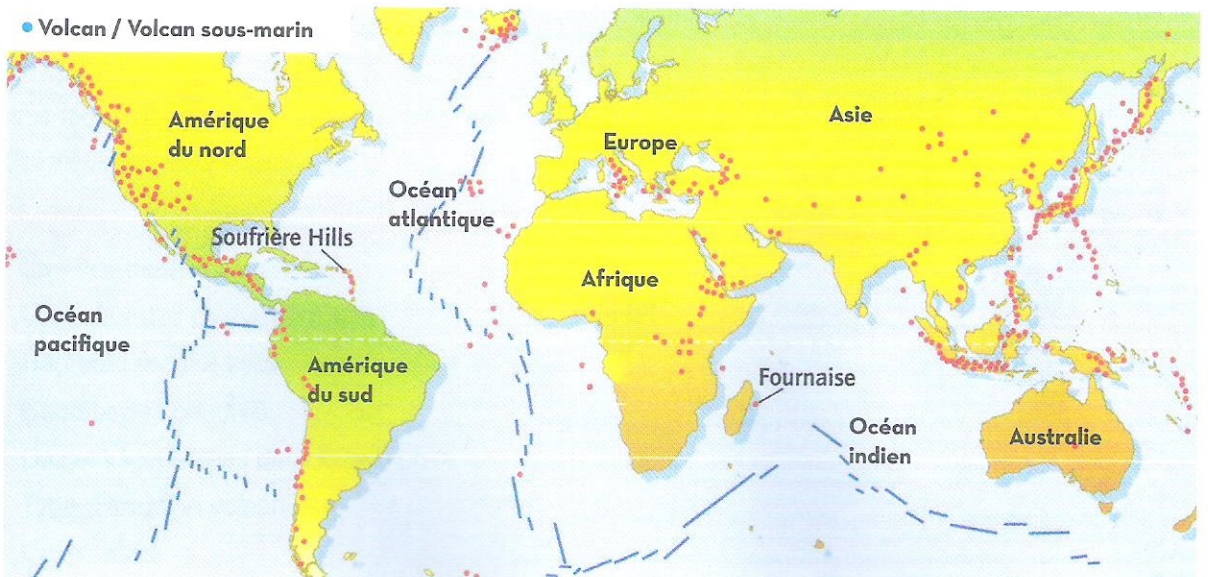 Volcan / Volcan sous-marin
Amérique
du nord
Asie
Europe
Océan
atlantique
Soufrière Hills
Afrique
Océan
pacifique
Amérique
du sud
Fournaise
Océan
indien
Australie